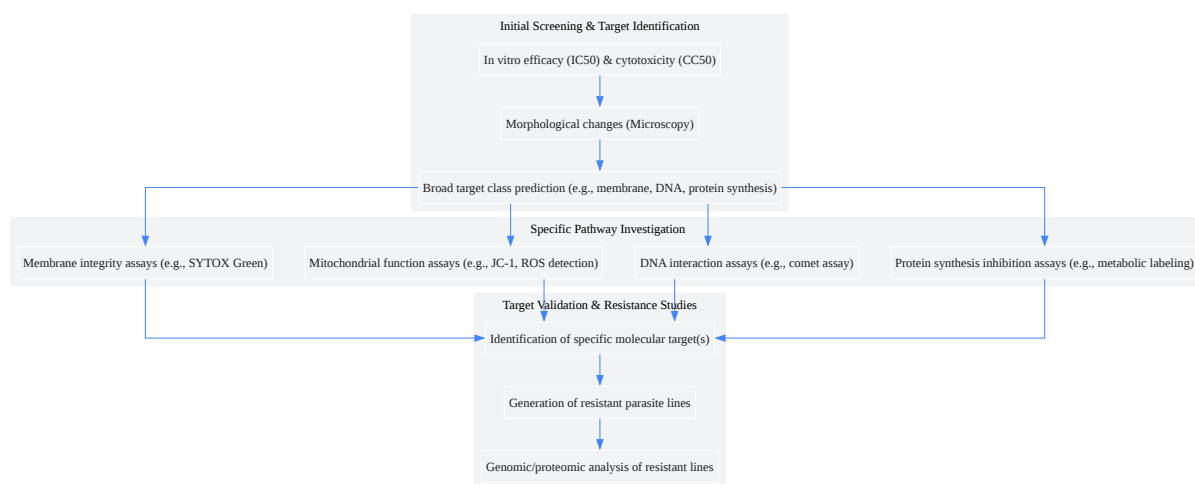 Initial Screening & Target Identification
In vitro efficacy (IC50) & cytotoxicity (CC50)
Morphological changes (Microscopy)
Broad target class prediction (e.g., membrane, DNA, protein synthesis)
Specific Pathway Investigation
Membrane integrity assays (e.g., SYTOX Green)
Mitochondrial function assays (e.g., JC-1, ROS detection)
DNA interaction assays (e.g., comet assay)
Protein synthesis inhibition assays (e.g., metabolic labeling)
Target Validation & Resistance Studies
Identification of specific molecular target(s)
Generation of resistant parasite lines
Genomic/proteomic analysis of resistant lines